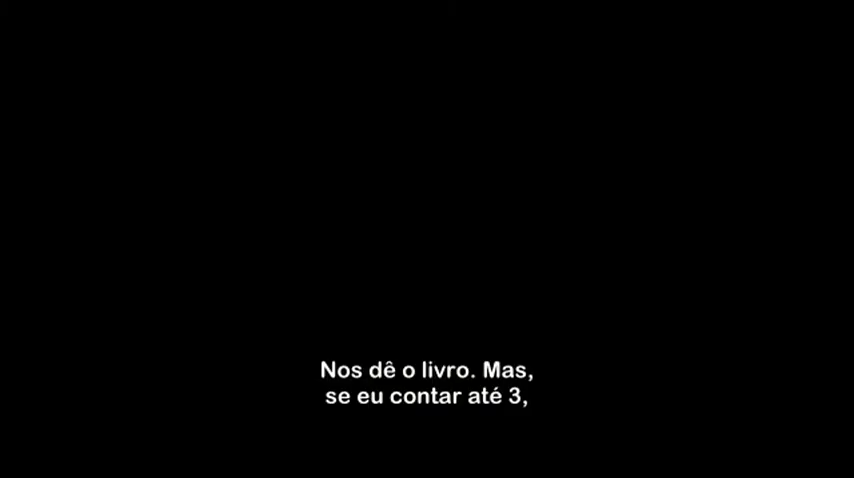 Nos dê o livro. Mas,
se eu contar até 3,